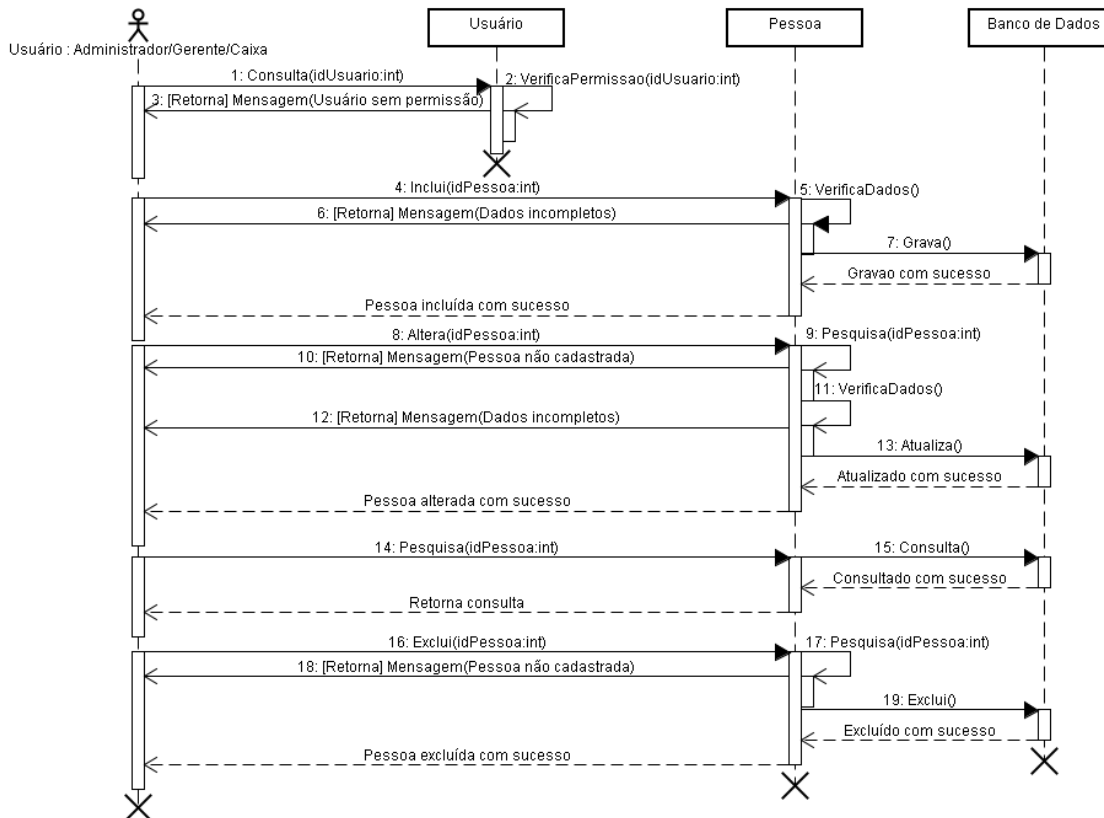 Usuário
Pessoa
Banco de Dados
Usuário : Administrador/Gerente/Caixa
1: Consulta(idUsuario:int)
2: VerificaPermissao(idUsuario:int)
3: [Retorna] Mensagem(Usuário sem permissão)
4: Inclui(idPessoa:int)
5: VerificaDados()
6: [Retorna] Mensagem(Dados incompletos)
7: Grava()
Gravao com sucesso
Pessoa incluída com sucesso
8: Altera(idPessoa:int)
9: Pesquisa(idPessoa:int)
10: [Retorna] Mensagem(Pessoa não cadastrada)
11: VerificaDados()
12: [Retorna] Mensagem(Dados incompletos)
13: Atualiza()
Atualizado com sucesso
Pessoa alterada com sucesso
14: Pesquisa(idPessoa:int)
15: Consulta()
Consultado com sucesso
Retorna consulta
16: Exclui(idPessoa:int)
17: Pesquisa(idPessoa:int)
18: [Retorna] Mensagem(Pessoa não cadastrada)
19: Exclui()
Excluído com sucesso
Pessoa excluída com sucesso